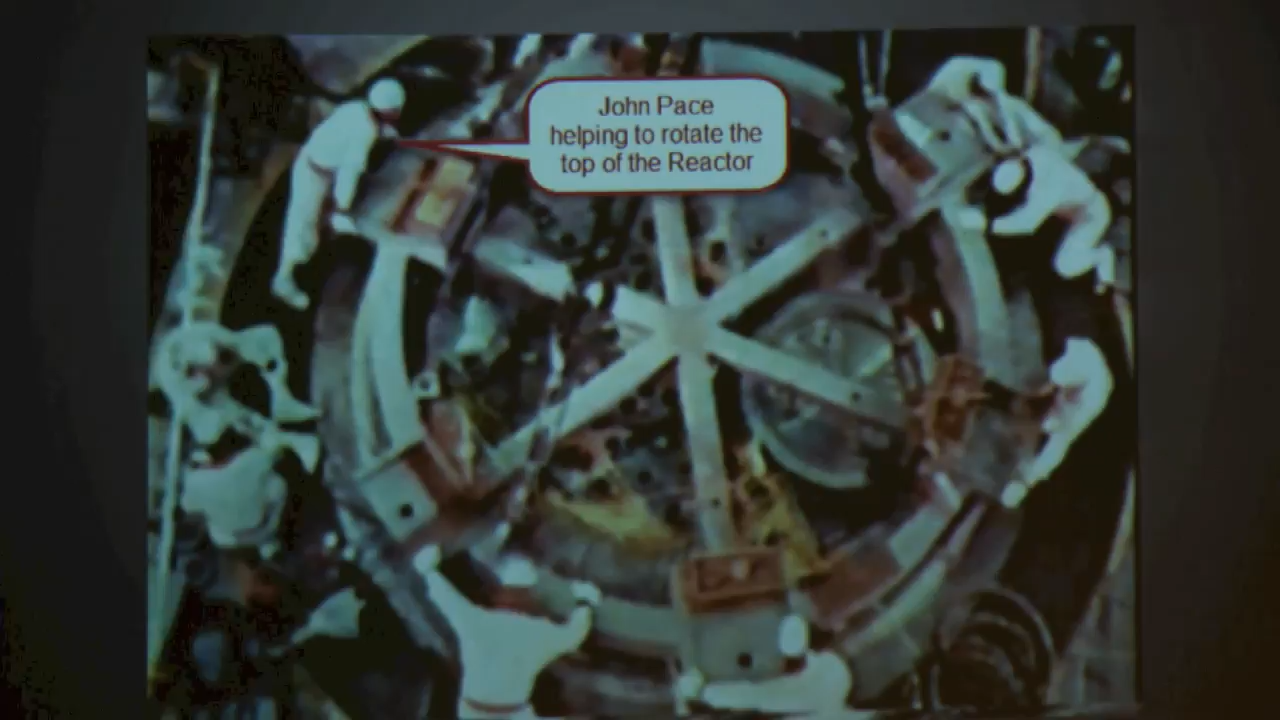 John Pace
helping to rotate the
top of the Reactor